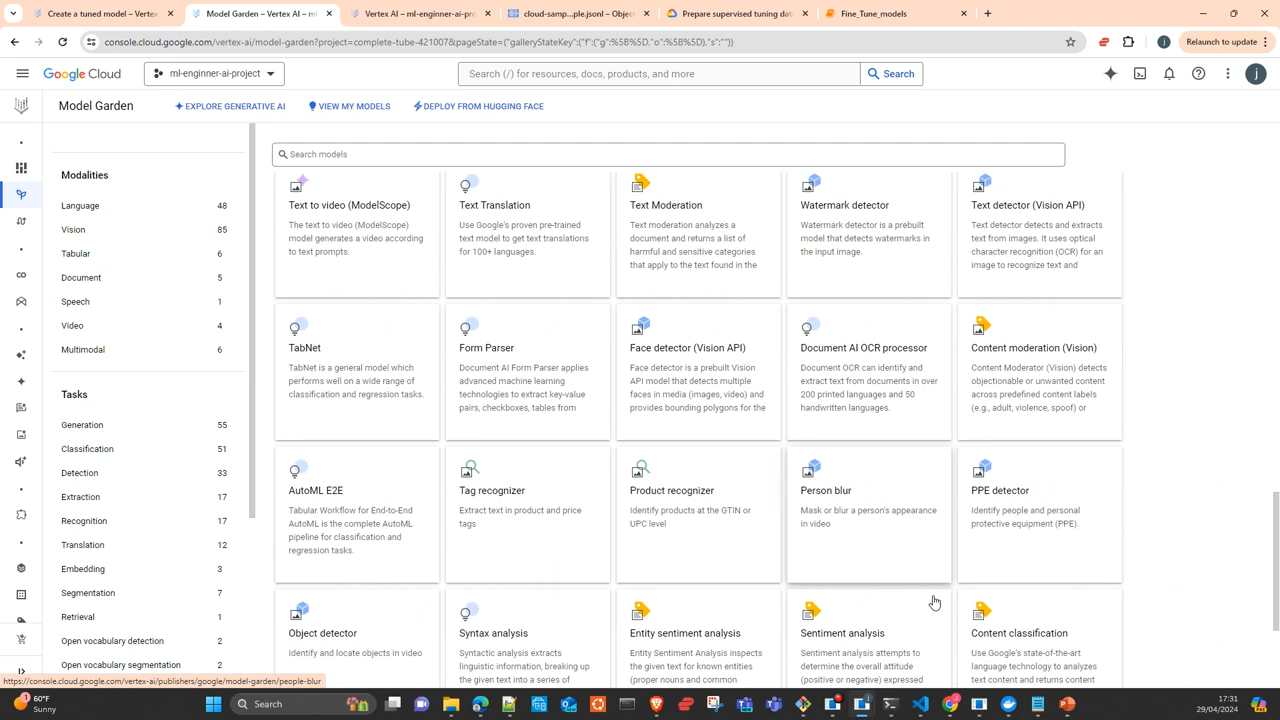 Create a tuned model – Vertex
Model Garden – Vertex AI – ml
Vertex AI – ml-enginner-ai-pro
cloud-samp...ple.jsonl – Objec
Prepare supervised tuning data
Fine_Tune_models
console.cloud.google.com/vertex-ai/model-garden?project=complete-tube-421007&pageState=("galleryStateKey":("f":("g":%5B%5D,"o":%5B%5D),"s":""))
Relaunch to update
Google Cloud
ml-enginner-ai-project
Search (/) for resources, docs, products, and more
Search
Model Garden
EXPLORE GENERATIVE AI
VIEW MY MODELS
DEPLOY FROM HUGGING FACE
Search models
Modalities
Language 48
Vision 85
Tabular 6
Document 5
Speech 1
Video 4
Multimodal 6
Tasks
Generation 55
Classification 51
Detection 33
Extraction 17
Recognition 17
Translation 12
Embedding 3
Segmentation 7
Retrieval 1
Open vocabulary detection 2
Open vocabulary segmentation 2
Text to video (ModelScope)
The text to video (ModelScope)
model generates a video according
to text prompts.
Text Translation
Use Google's proven pre-trained
text model to get text translations
for 100+ languages.
Text Moderation
Text moderation analyzes a
document and returns a list of
harmful and sensitive categories
that apply to the text found in the
Watermark detector
Watermark detector is a prebuilt
model that detects watermarks in
the input image.
Text detector (Vision API)
Text detector detects and extracts
text from images. It uses optical
character recognition (OCR) for an
image to recognize text and
TabNet
TabNet is a general model which
performs well on a wide range of
classification and regression tasks.
Form Parser
Document AI Form Parser applies
advanced machine learning
technologies to extract key-value
pairs, checkboxes, tables from
Face detector (Vision API)
Face detector is a prebuilt Vision
API model that detects multiple
faces in media (images, video) and
provides bounding polygons for the
Document AI OCR processor
Document OCR can identify and
extract text from documents in over
200 printed languages and 50
handwritten languages.
Content moderation (Vision)
Content Moderator (Vision) detects
objectionable or unwanted content
across predefined content labels
(e.g., adult, violence, spoof) or
AutoML E2E
Tabular Workflow for End-to-End
AutoML is the complete AutoML
pipeline for classification and
regression tasks.
Tag recognizer
Extract text in product and price
tags
Product recognizer
Identify products at the GTIN or
UPC level
Person blur
Mask or blur a person's appearance
in video
PPE detector
Identify people and personal
protective equipment (PPE).
Object detector
Identify and locate objects in video
Syntax analysis
Syntactic analysis extracts
linguistic information, breaking up
the given text into a series of
Entity sentiment analysis
Entity Sentiment Analysis inspects
the given text for known entities
(proper nouns and common
Sentiment analysis
Sentiment analysis attempts to
determine the overall attitude
(positive or negative) expressed
Content classification
Use Google's state-of-the-art
language technology to analyzes
text content and returns content
https://console.cloud.google.com/vertex-ai/publishers/google/model-garden/people-blur
60°F
Sunny
Search
17:31
29/04/2024